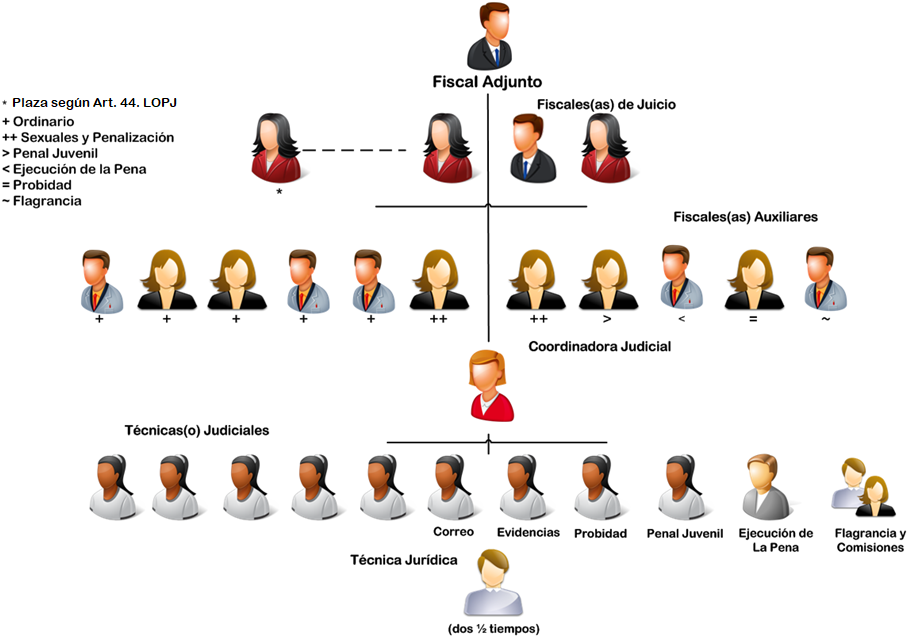 Fiscal Adjunto
* Plaza según Art. 44. LOPJ
+ Ordinario
++ Sexuales y Penalización
> Penal Juvenil
< Ejecución de la Pena
= Probidad
~ Flagrancia
Fiscales(as) de Juicio
*
Fiscales(as) Auxiliares
+ + + + + ++ ++ > < = ~
Coordinadora Judicial
Técnicas(o) Judiciales
Correo
Evidencias
Probidad
Penal Juvenil
Ejecución de
La Pena
Flagrancia y
Comisiones
Técnica Jurídica
(dos ½ tiempos)